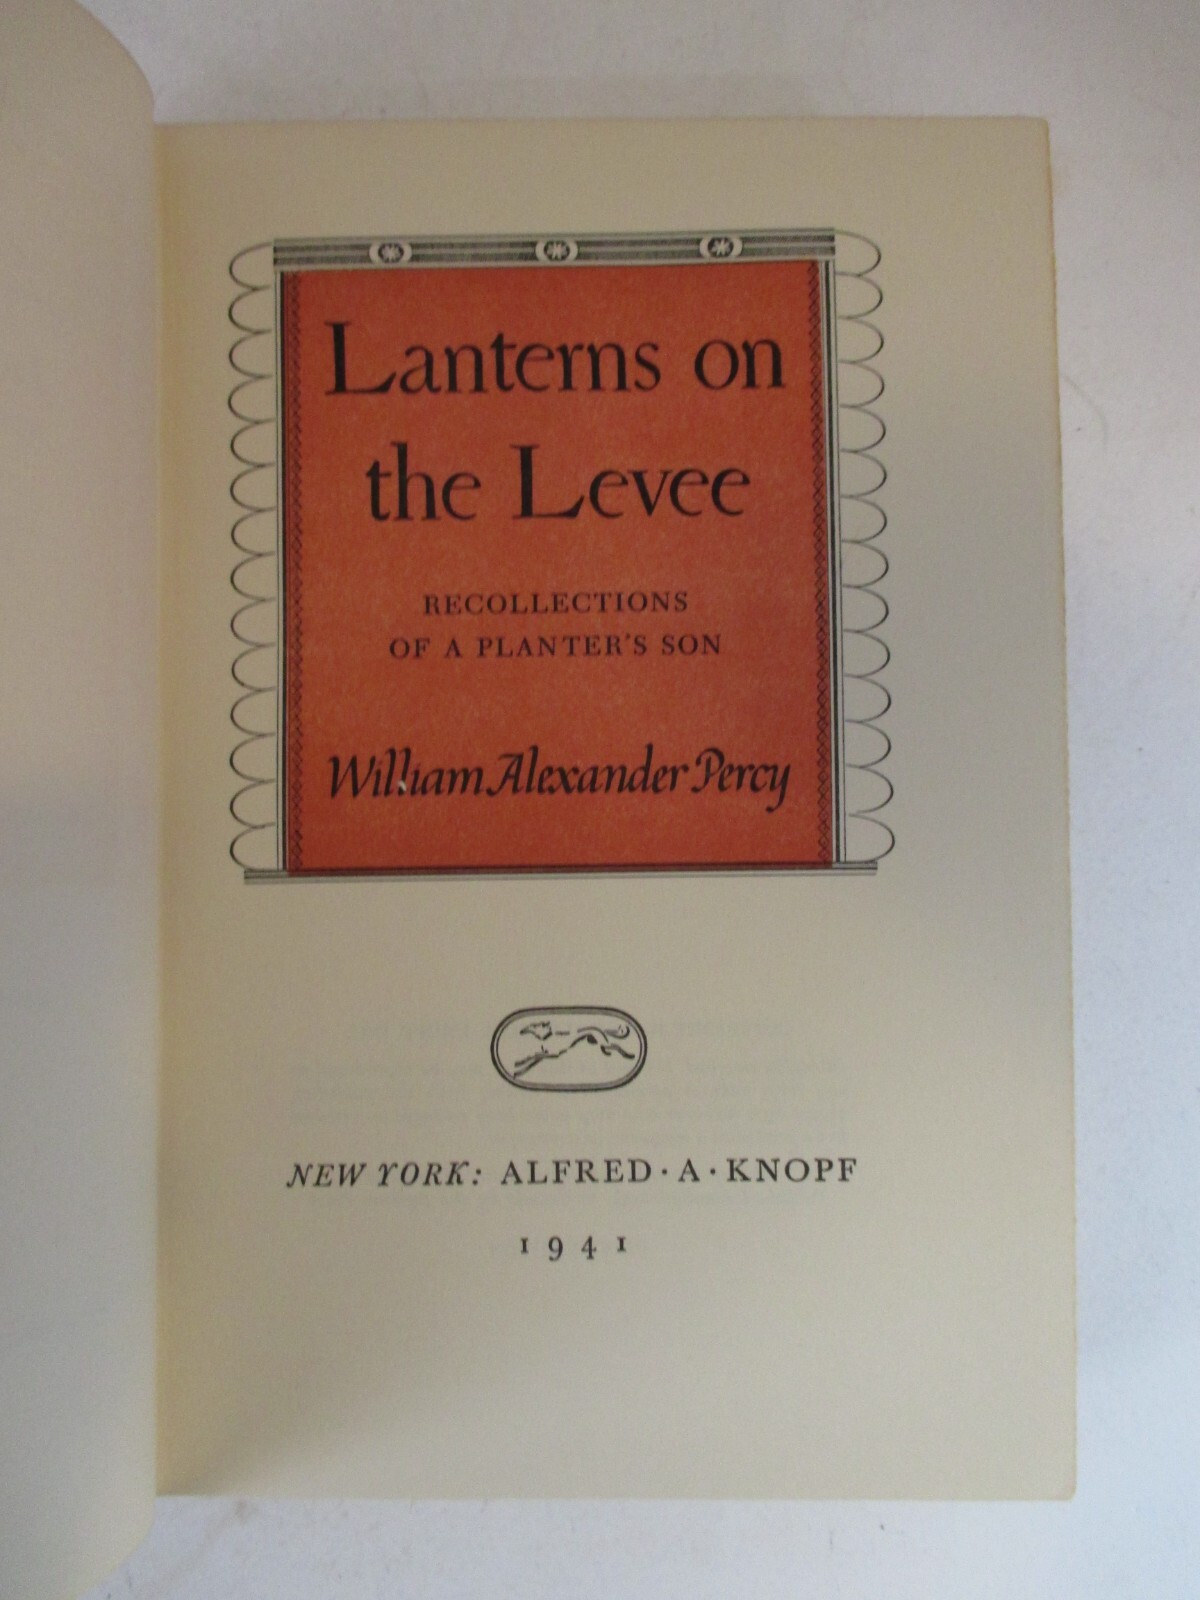 Lanterns on
the Levee
RECOLLECTIONS
OF A PLANTER'S SON
William Alexander Percy
NEW YORK: ALFRED · A · KNOPF
1941